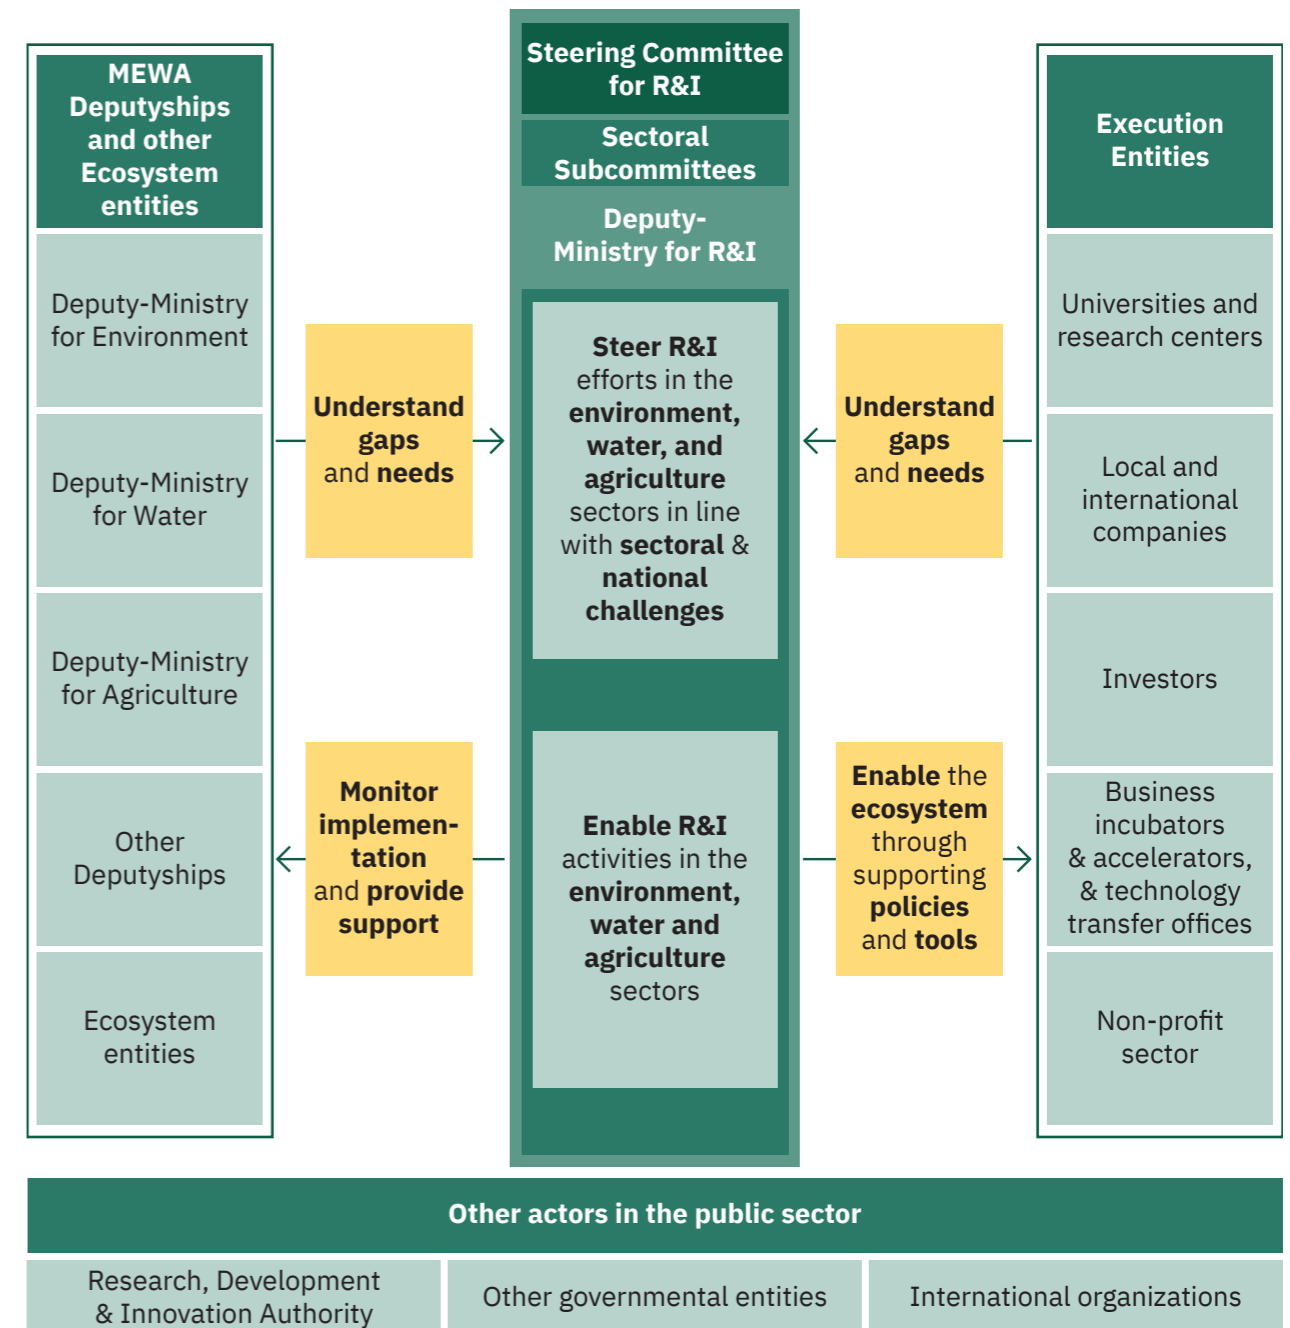 MEWA
Deputyships
and other
Ecosystem
entities
Deputy-Ministry
for Environment
Deputy-Ministry
for Water
Deputy-Ministry
for Agriculture
Other
Deputyships
Ecosystem
entities
Understand
gaps
and needs
Monitor
implemen-
tation
and provide
support
Steering Committee
for R&I
Sectoral
Subcommittees
Deputy-
Ministry for R&I
Steer R&I
efforts in the
environment,
water, and
agriculture
sectors in line
with sectoral &
national
challenges
Enable R&I
activities in the
environment,
water and
agriculture
sectors
Understand
gaps
and needs
Enable the
ecosystem
through
supporting
policies
and tools
Execution
Entities
Universities and
research centers
Local and
international
companies
Investors
Business
incubators
& accelerators,
& technology
transfer offices
Non-profit
sector
Other actors in the public sector
Research, Development
& Innovation Authority
Other governmental entities
International organizations